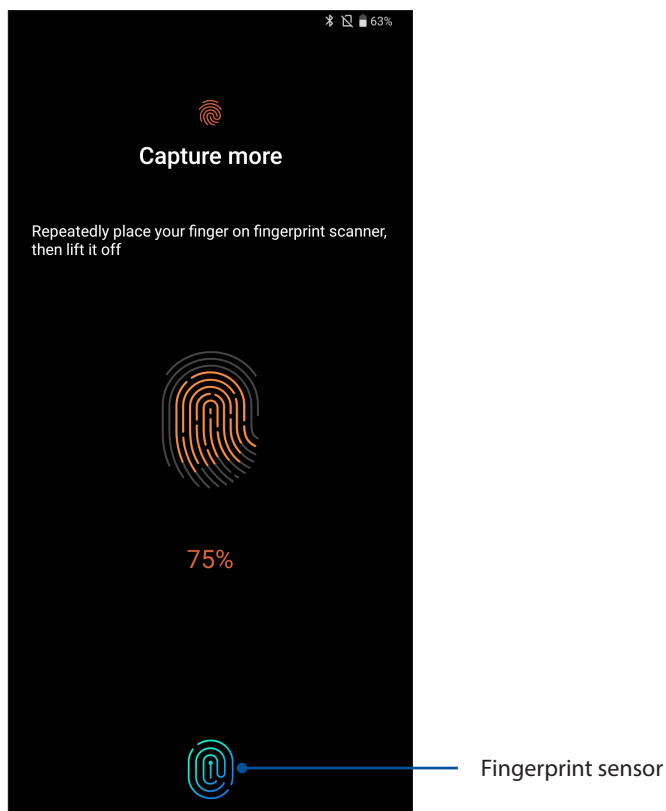 63%
Capture more
Repeatedly place your finger on fingerprint scanner,
then lift it off
75%
Fingerprint sensor